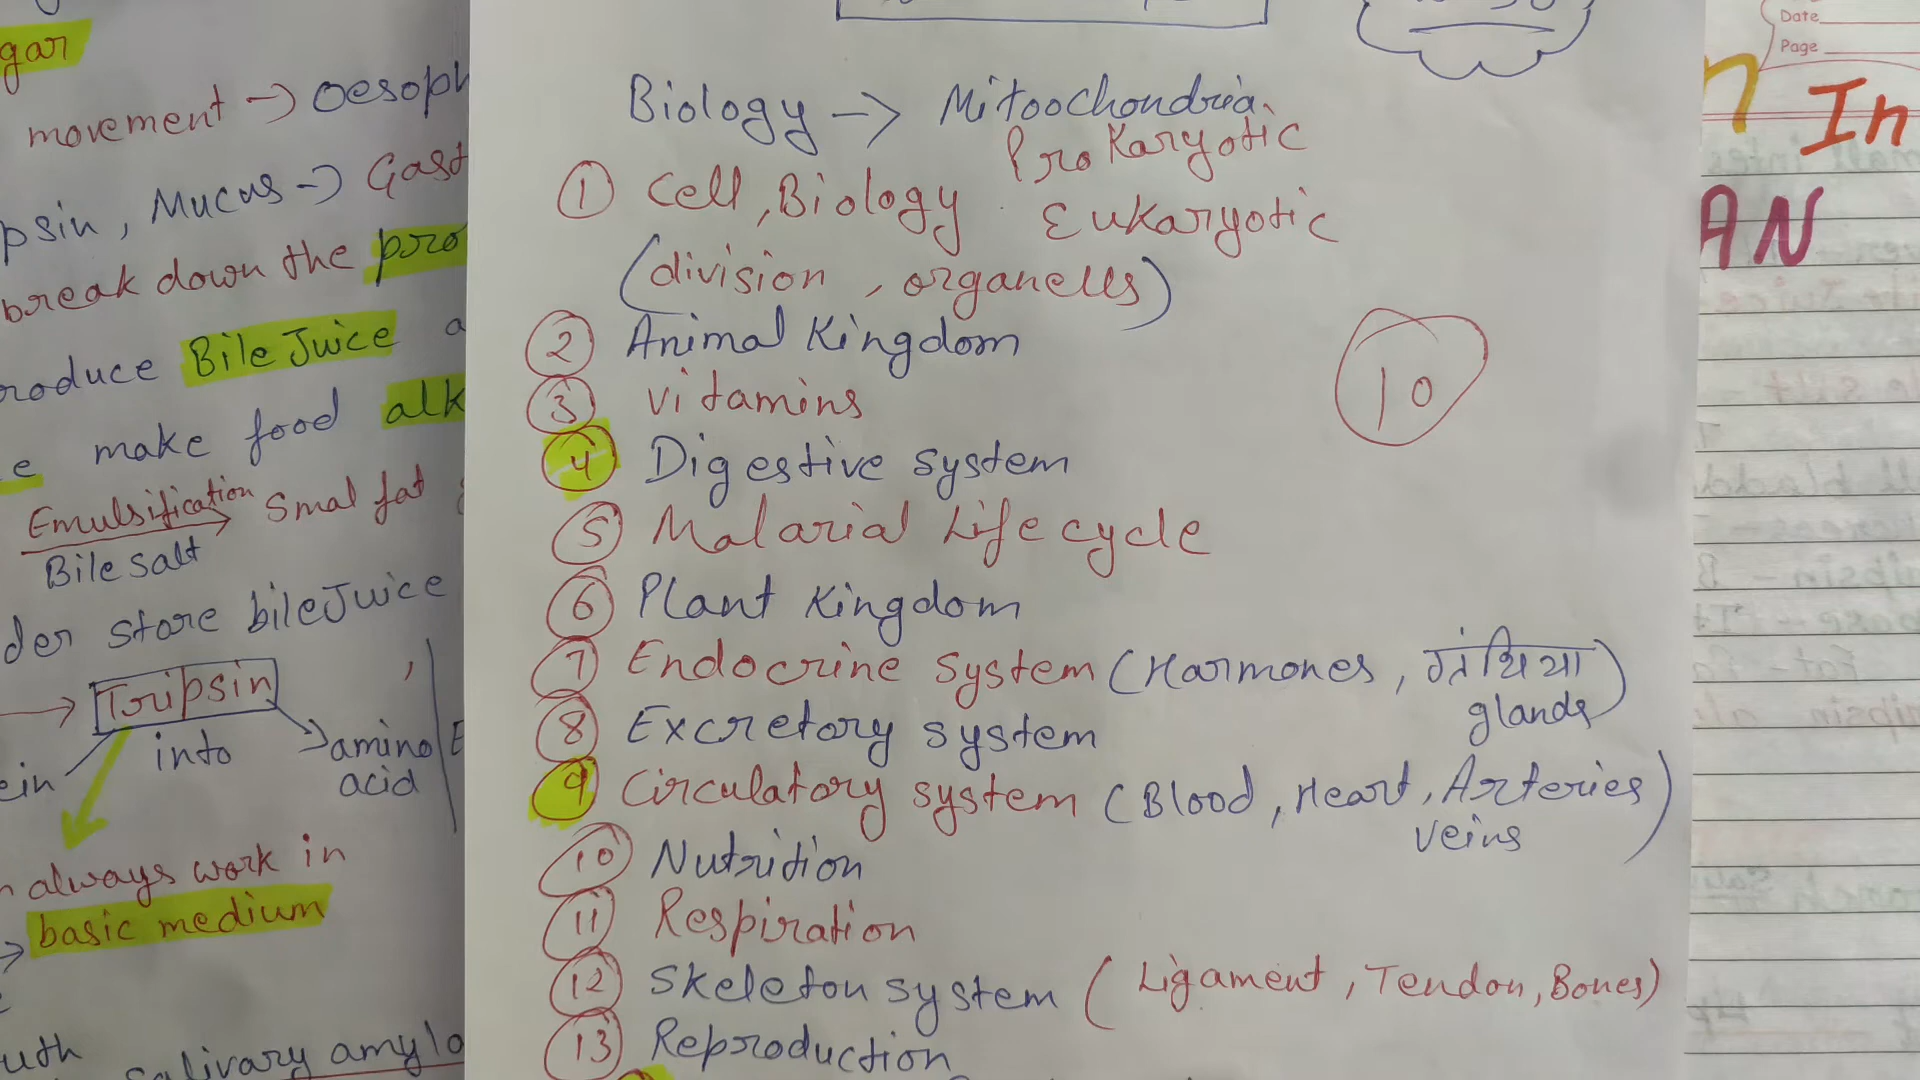 gar
movement → Oesoph
psin, Mucus → Gast
break down the pro
roduce Bile Juice a
e make food alk
Emulsification
Smal fat
Bile salt
der store bileJuice
→ Tripsin
ein into amino
acid
always work in
basic medium
uth
salivary amyla
Biology → Mitoochondria
Prokaryotic
① Cell, Biology
Eukaryotic
(division, organells)
② Animal Kingdom
10
③ vitamins
④ Digestive system
⑤ Malarial Life cycle
⑥ Plant Kingdom
⑦ Endocrine system (Harmones, ग्रंथिया
glands)
⑧ Excretory system
⑨ Circulatory system (Blood, Heart, Arteries
veins)
⑩ Nutrition
⑪ Respiration
⑫ Skeleton system (Ligament, Tendon, Bones)
⑬ Reproduction
Date
Page
In
AN